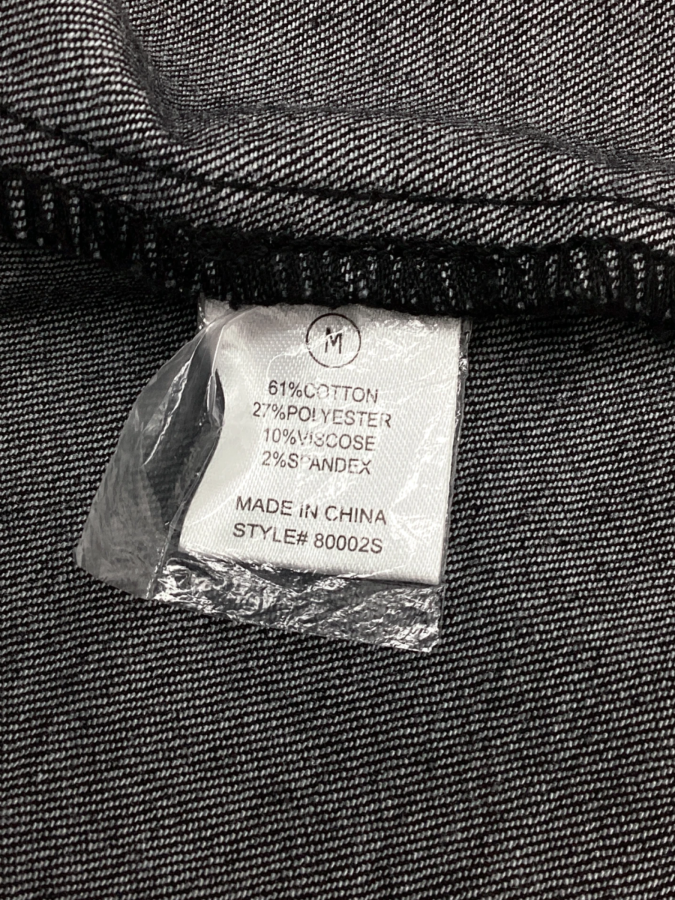 M
61%COTTON
27%POLYESTER
10%VISCOSE
2%SPANDEX
MADE IN CHINA
STYLE# 80002S